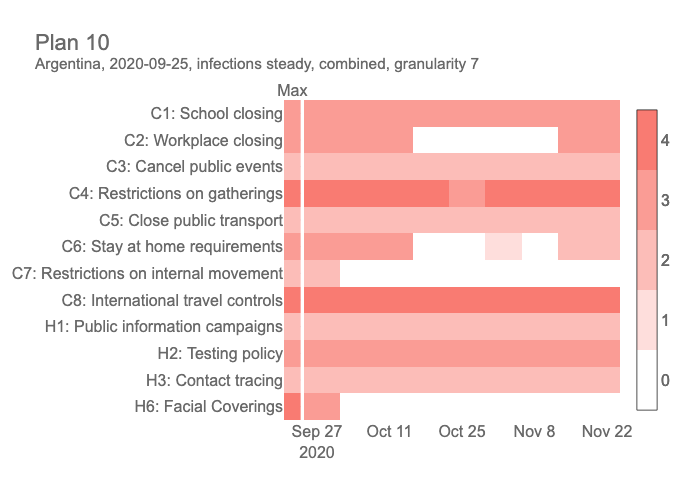 Plan 10
Argentina, 2020-09-25, infections steady, combined, granularity 7
Max
C1: School closing
C2: Workplace closing
C3: Cancel public events
C4: Restrictions on gatherings
C5: Close public transport
C6: Stay at home requirements
C7: Restrictions on internal movement
C8: International travel controls
H1: Public information campaigns
H2: Testing policy
H3: Contact tracing
H6: Facial Coverings
Sep 27 Oct 11 Oct 25 Nov 8 Nov 22
2020
4
3
2
1
0